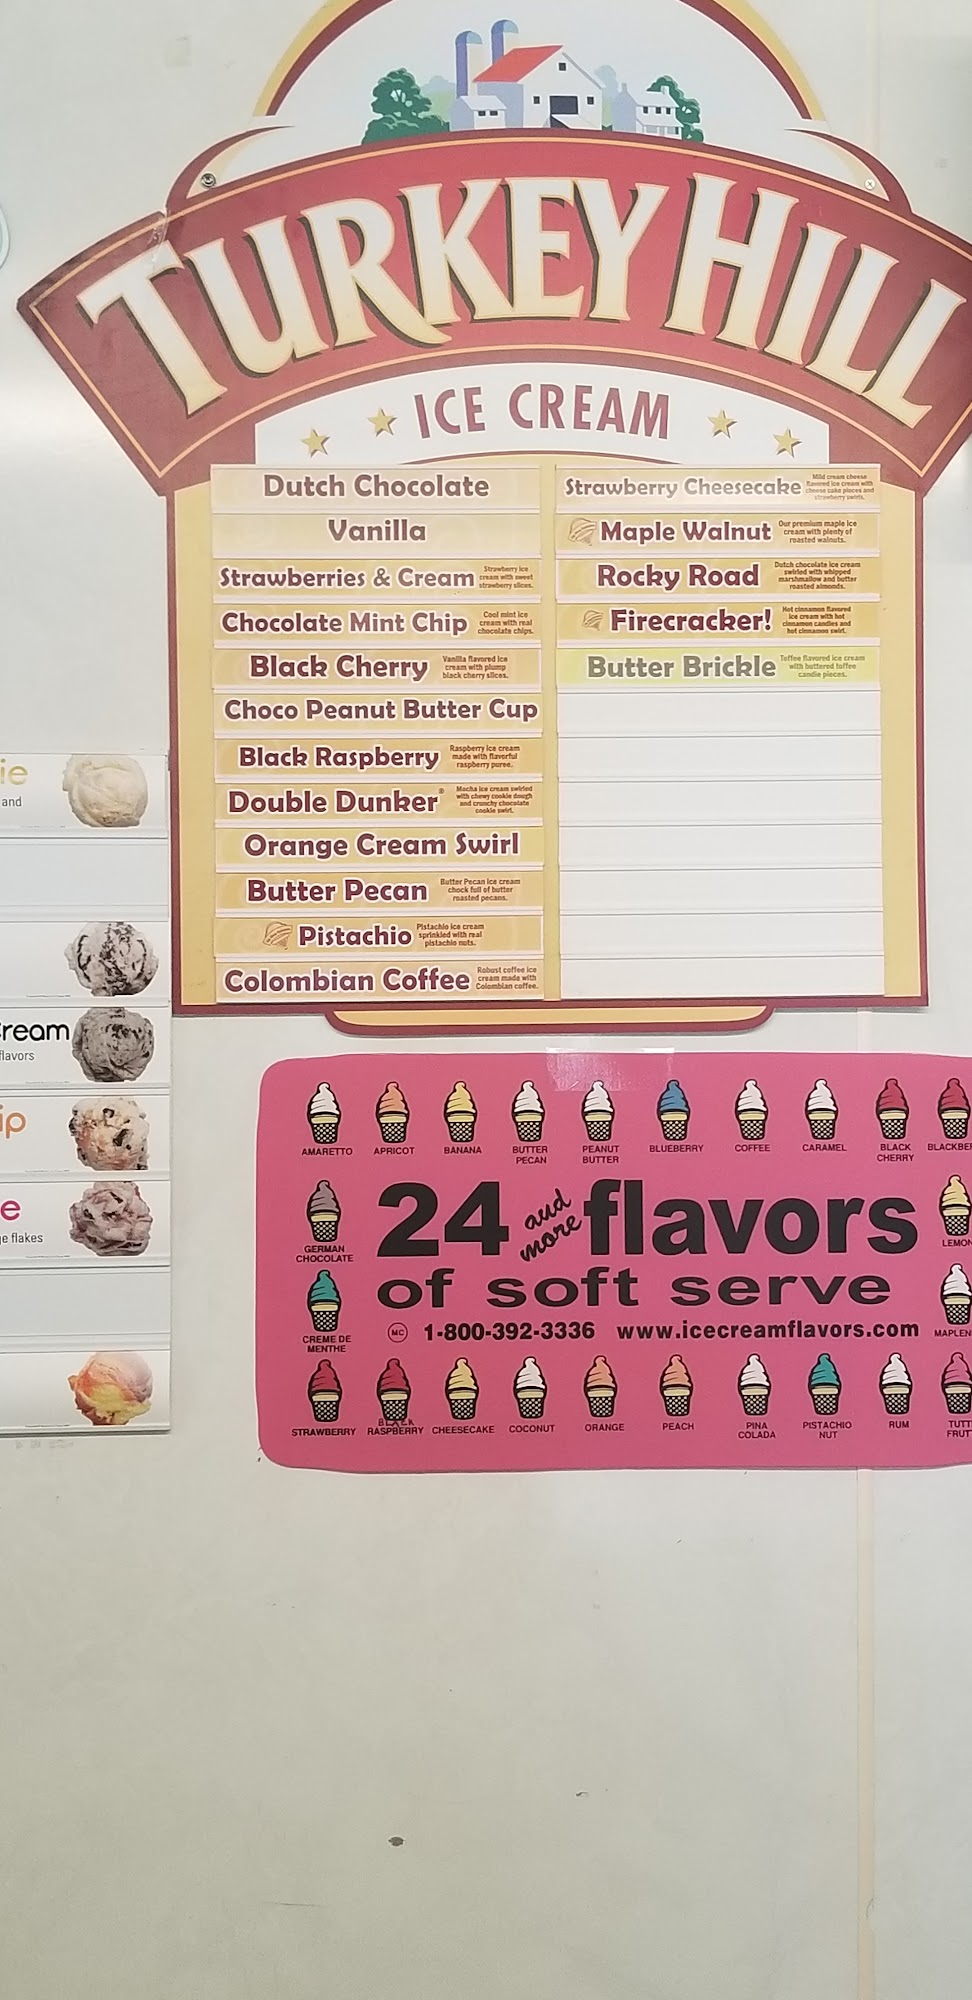 TURKEY HILL
ICE CREAM
Dutch Chocolate
Vanilla
Strawberries & Cream
Strawberry ice
cream with sweet
strawberry slices.
Chocolate Mint Chip
Cool mint ice
cream with real
chocolate chips.
Black Cherry
Vanilla flavored ice
cream with plump
black cherry slices.
Choco Peanut Butter Cup
Black Raspberry
Raspberry ice cream
made with flavorful
raspberry puree.
Double Dunker®
Mocha ice cream swirled
with chewy cookie dough
and crunchy chocolate
cookie swirl.
Orange Cream Swirl
Butter Pecan
Butter Pecan ice cream
chock full of butter
roasted pecans.
Pistachio
Pistachio ice cream
sprinkled with real
pistachio nuts.
Colombian Coffee
Robust coffee ice
cream made with
Colombian coffee.
Strawberry Cheesecake
Mild cream cheese
flavored ice cream with
cheese cake pieces and
strawberry swirls.
Maple Walnut
Our premium maple ice
cream with plenty of
roasted walnuts.
Rocky Road
Dutch chocolate ice cream
swirled with whipped
marshmallow and butter
roasted almonds.
Firecracker!
Hot cinnamon flavored
ice cream with hot
cinnamon candies and
hot cinnamon swirl.
Butter Brickle
Toffee flavored ice cream
with buttered toffee
candie pieces.
ie
and
ream
flavors
ip
e
e flakes
AMARETTO
APRICOT
BANANA
BUTTER
PECAN
PEANUT
BUTTER
BLUEBERRY
COFFEE
CARAMEL
BLACK
CHERRY
BLACKBE
GERMAN
CHOCOLATE
24 and more flavors
of soft serve
MC 1-800-392-3336 www.icecreamflavors.com
LEMON
CREME DE
MENTHE
MAPLEN
STRAWBERRY
BLACK
RASPBERRY
CHEESECAKE
COCONUT
ORANGE
PEACH
PINA
COLADA
PISTACHIO
NUT
RUM
TUTT
FRUT